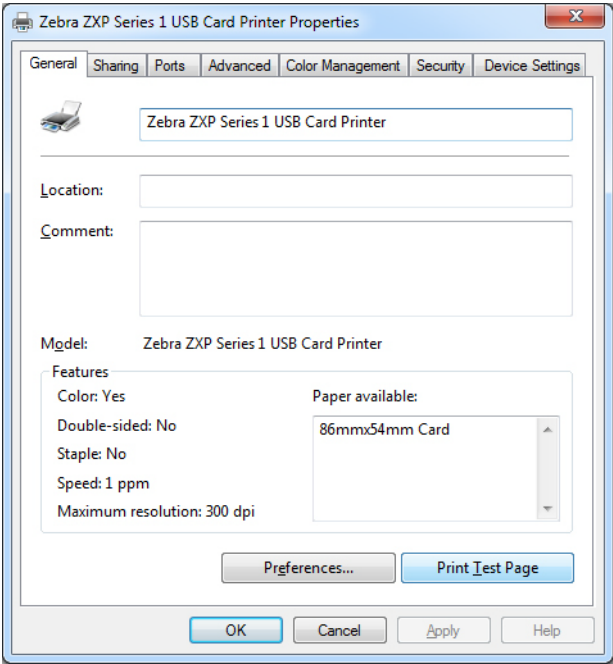 Zebra ZXP Series 1 USB Card Printer Properties
General Sharing Ports Advanced Color Management Security Device Settings
Zebra ZXP Series 1 USB Card Printer
Location:
Comment:
Model: Zebra ZXP Series 1 USB Card Printer
Features
Color: Yes Paper available:
Double-sided: No 86mmx54mm Card
Staple: No
Speed: 1 ppm
Maximum resolution: 300 dpi
Preferences... Print Test Page
OK Cancel Apply Help